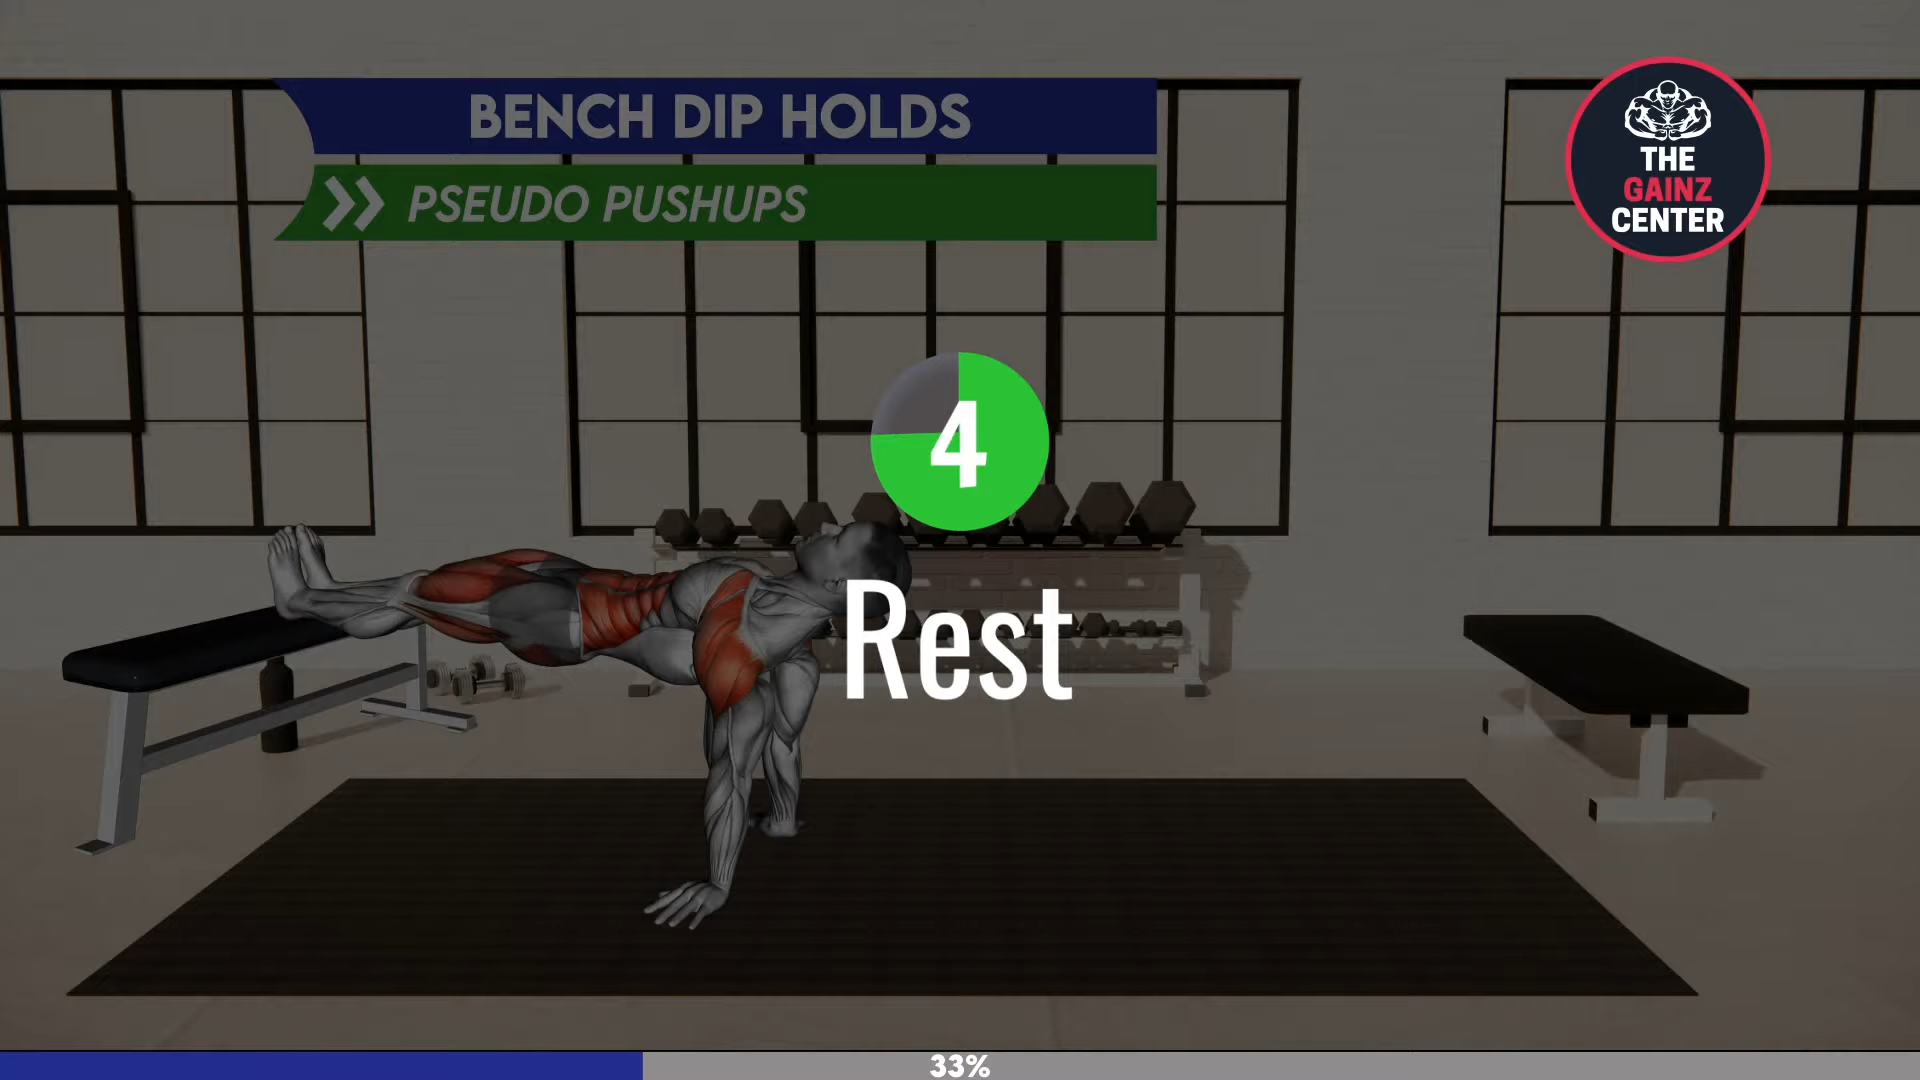 BENCH DIP HOLDS
PSEUDO PUSHUPS
THE
GAINZ
CENTER
4
Rest
33%